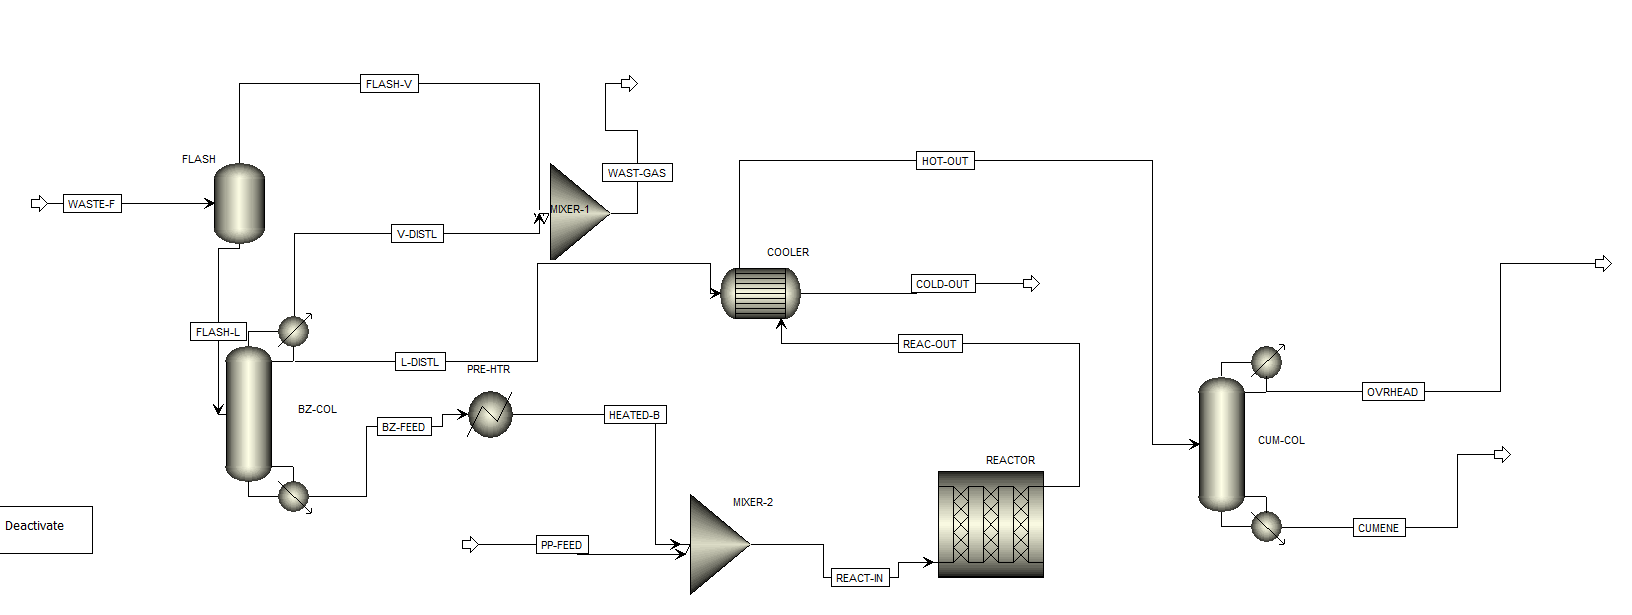 FLASH-V
FLASH
WAST-GAS
HOT-OUT
WASTE-F
MIXER-1
V-DISTL
COOLER
COLD-OUT
FLASH-L
REAC-OUT
L-DISTL
PRE-HTR
OVRHEAD
BZ-COL
HEATED-B
BZ-FEED
CUM-COL
REACTOR
MIXER-2
Deactivate
CUMENE
PP-FEED
REACT-IN